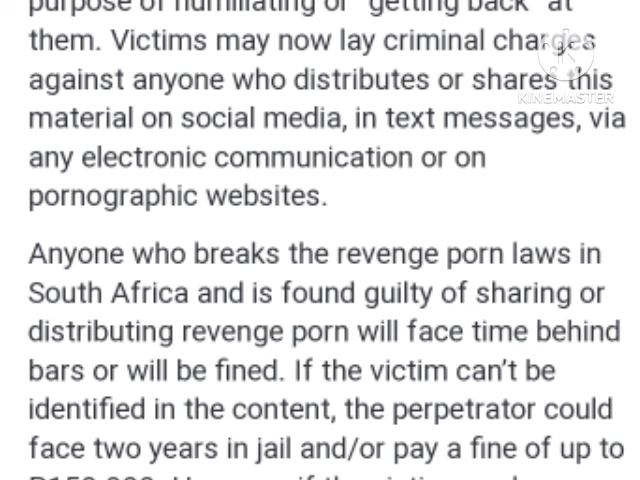 purpose of humiliating or "getting back" at
them. Victims may now lay criminal charges
against anyone who distributes or shares this
material on social media, in text messages, via
any electronic communication or on
pornographic websites.
Anyone who breaks the revenge porn laws in
South Africa and is found guilty of sharing or
distributing revenge porn will face time behind
bars or will be fined. If the victim can't be
identified in the content, the perpetrator could
face two years in jail and/or pay a fine of up to
KINEMASTER